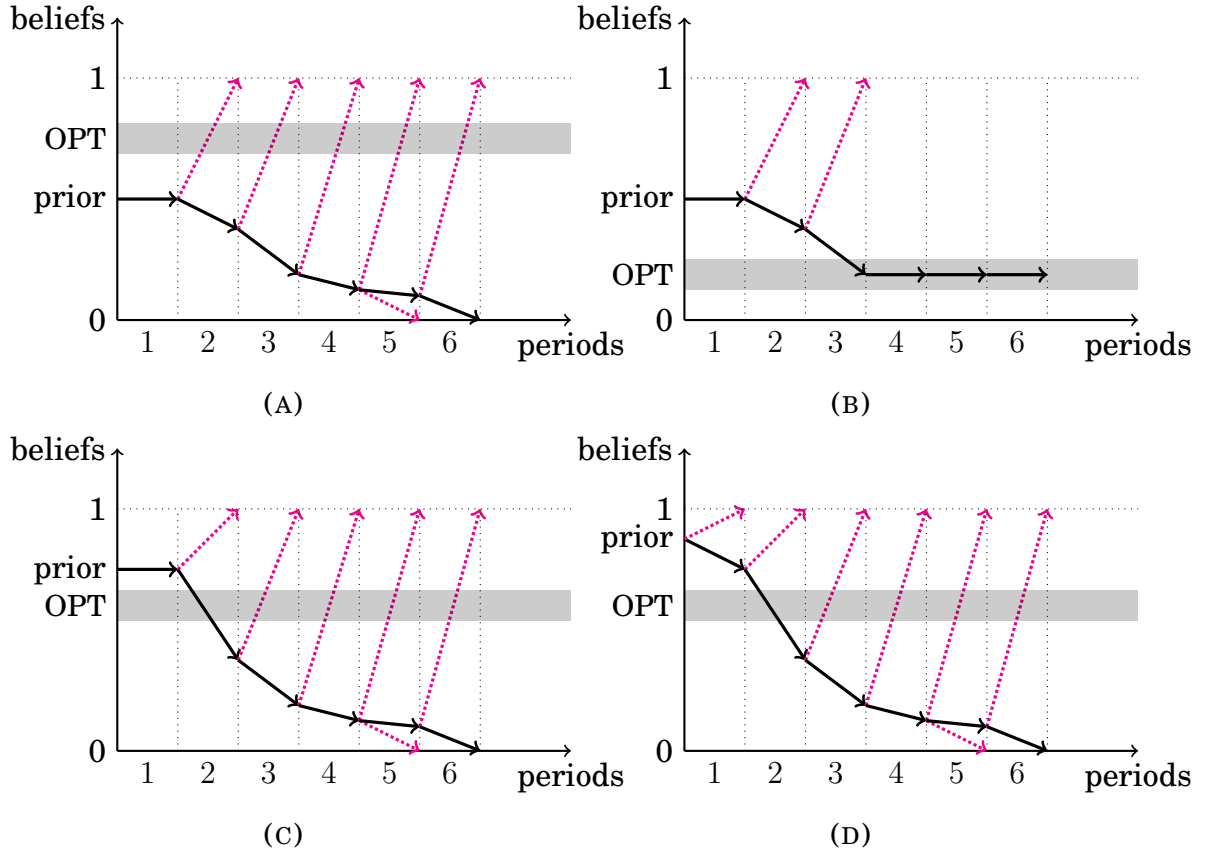 beliefs
1
OPT
prior
0
1 2 3 4 5 6 periods
(A)
beliefs
1
prior
OPT
0
1 2 3 4 5 6 periods
(B)
beliefs
1
prior
OPT
0
1 2 3 4 5 6 periods
(C)
beliefs
1
prior
OPT
0
1 2 3 4 5 6 periods
(D)